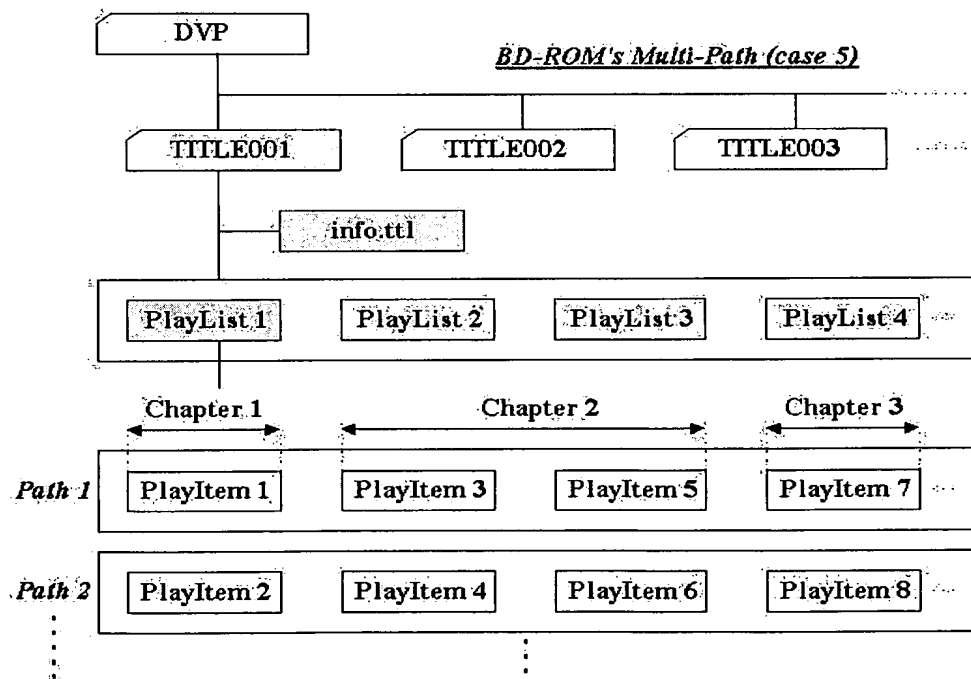 DVP
BD-ROM's Multi-Path (case 5)
TITLE001 TITLE002 TITLE003
info.ttl
PlayList 1 PlayList 2 PlayList 3 PlayList 4
Chapter 1 Chapter 2 Chapter 3
Path 1 PlayItem 1 PlayItem 3 PlayItem 5 PlayItem 7
Path 2 PlayItem 2 PlayItem 4 PlayItem 6 PlayItem 8